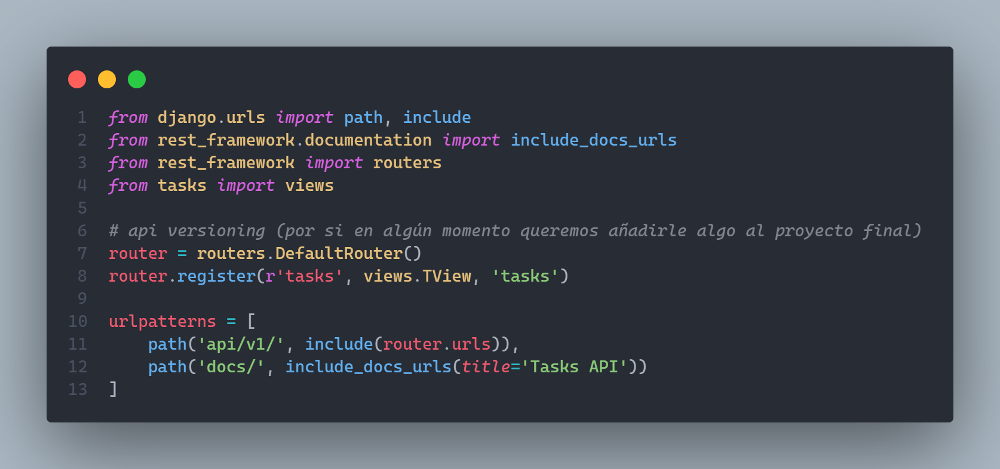 1 from django.urls import path, include
2 from rest_framework.documentation import include_docs_urls
3 from rest_framework import routers
4 from tasks import views
5
6 # api versioning (por si en algún momento queremos añadirle algo al proyecto final)
7 router = routers.DefaultRouter()
8 router.register(r'tasks', views.TView, 'tasks')
9
10 urlpatterns = [
11     path('api/v1/', include(router.urls)),
12     path('docs/', include_docs_urls(title='Tasks API'))
13 ]